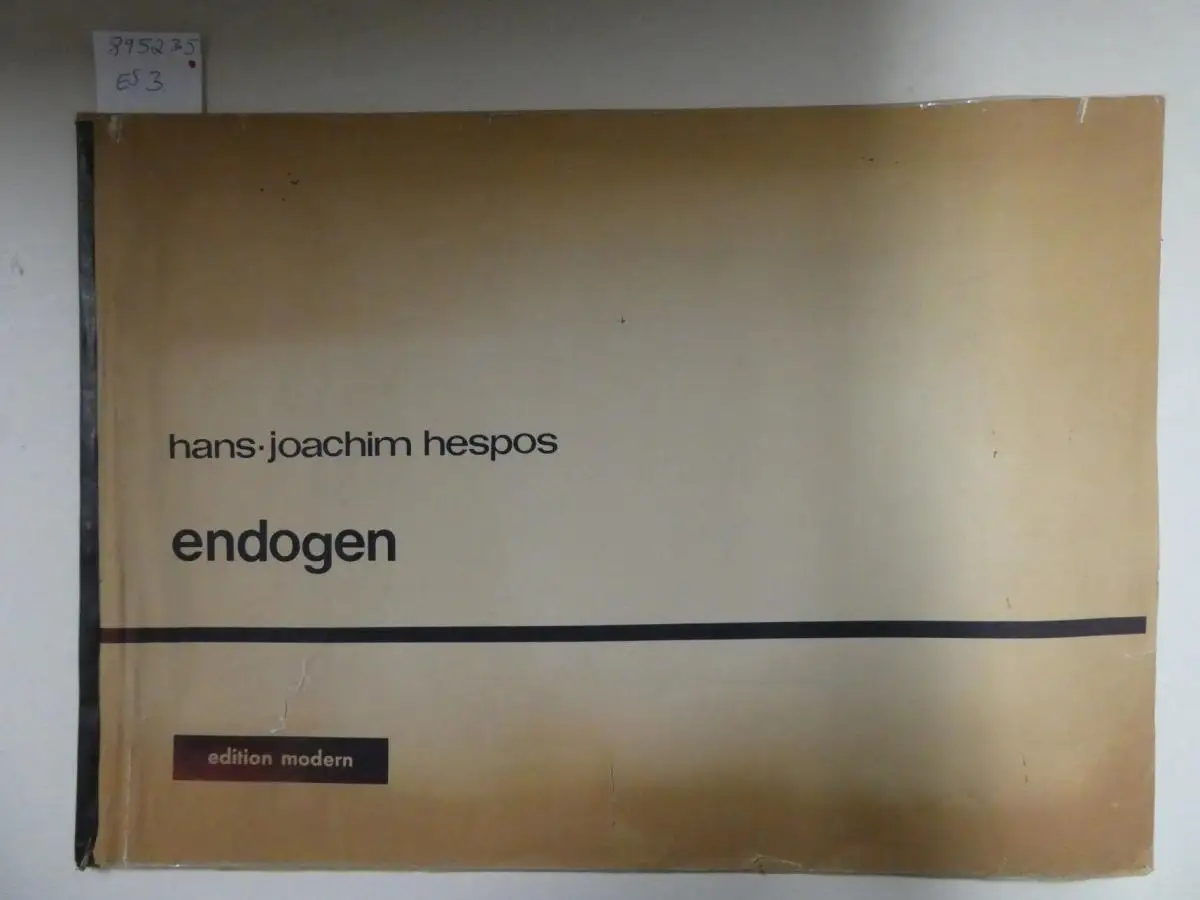 895235
ES 3
hans-joachim hespos
endogen
edition modern